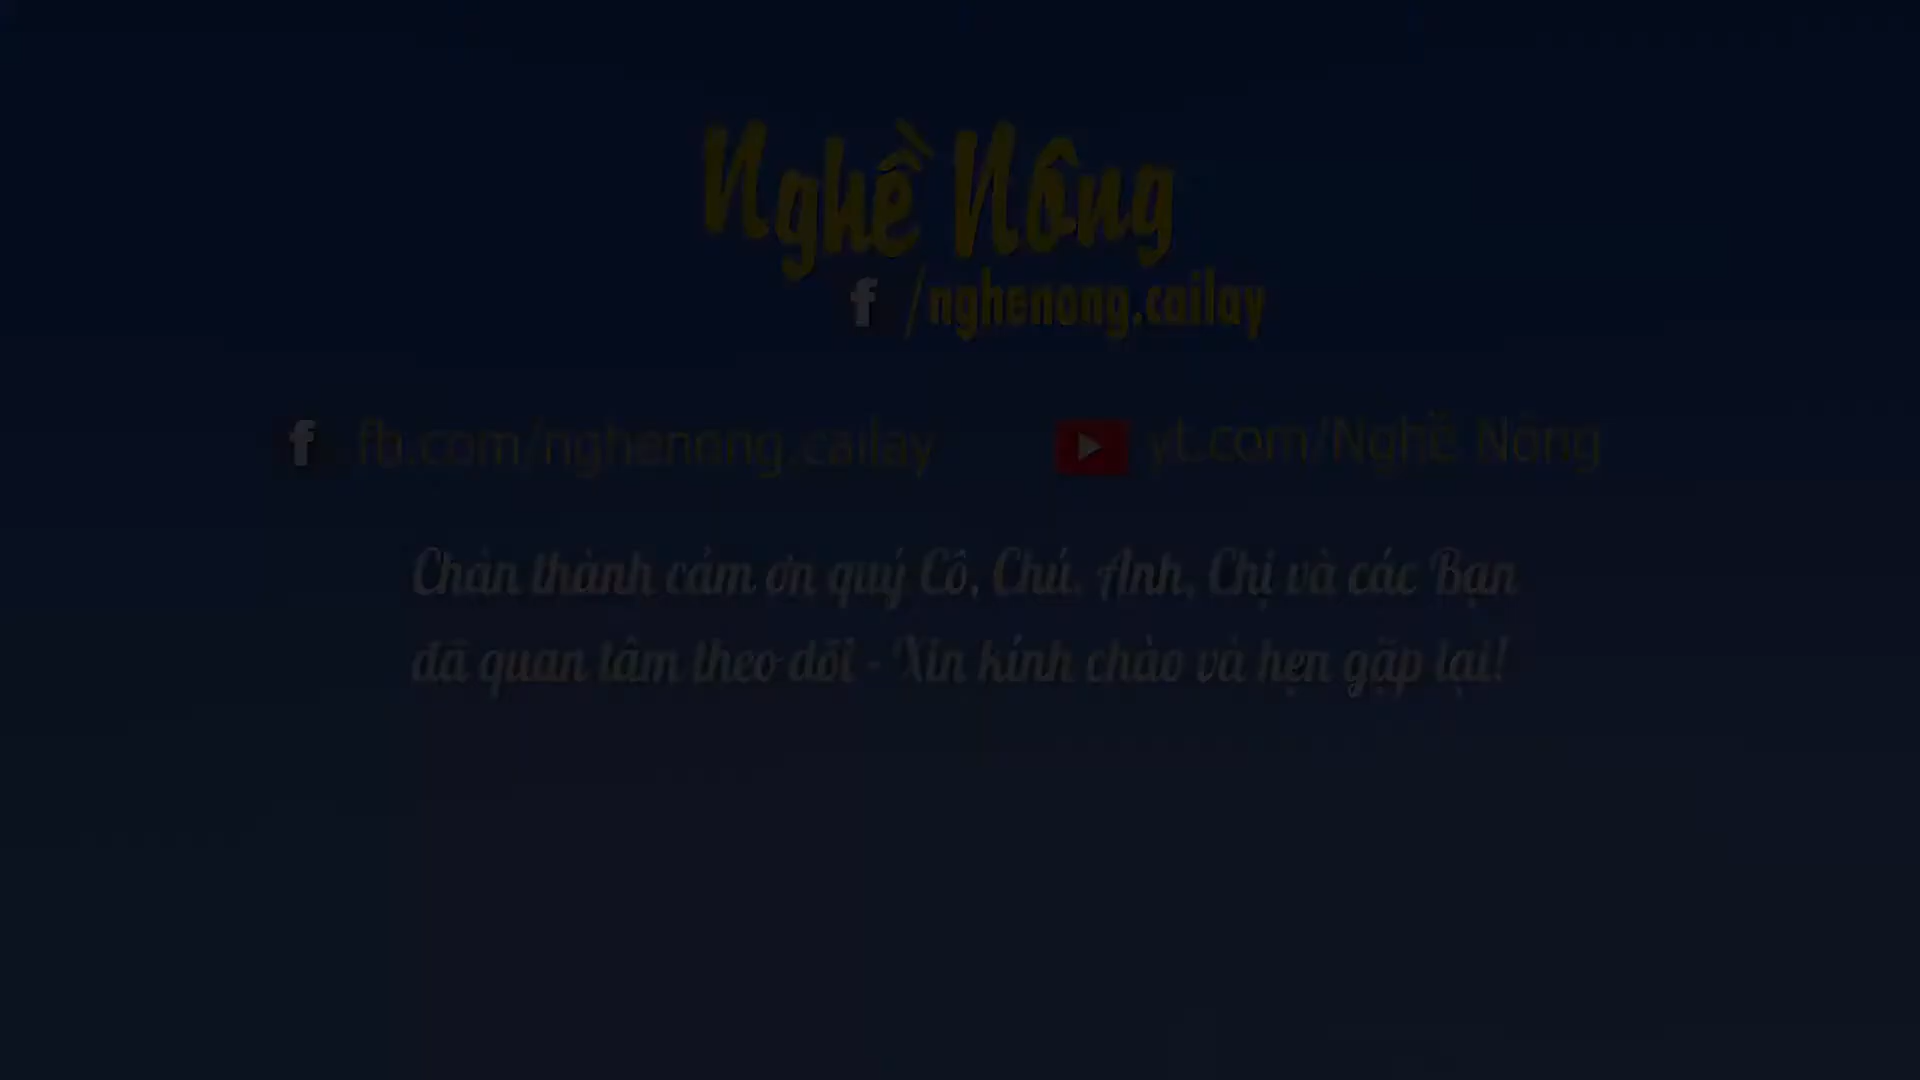 Nghề Nông
f /nghenong.cailay
f fb.com/nghenong.cailay yt.com/Nghề Nông
Chân thành cảm ơn quý Cô, Chú, Anh, Chị và các Bạn
đã quan tâm theo dõi - Xin kính chào và hẹn gặp lại!